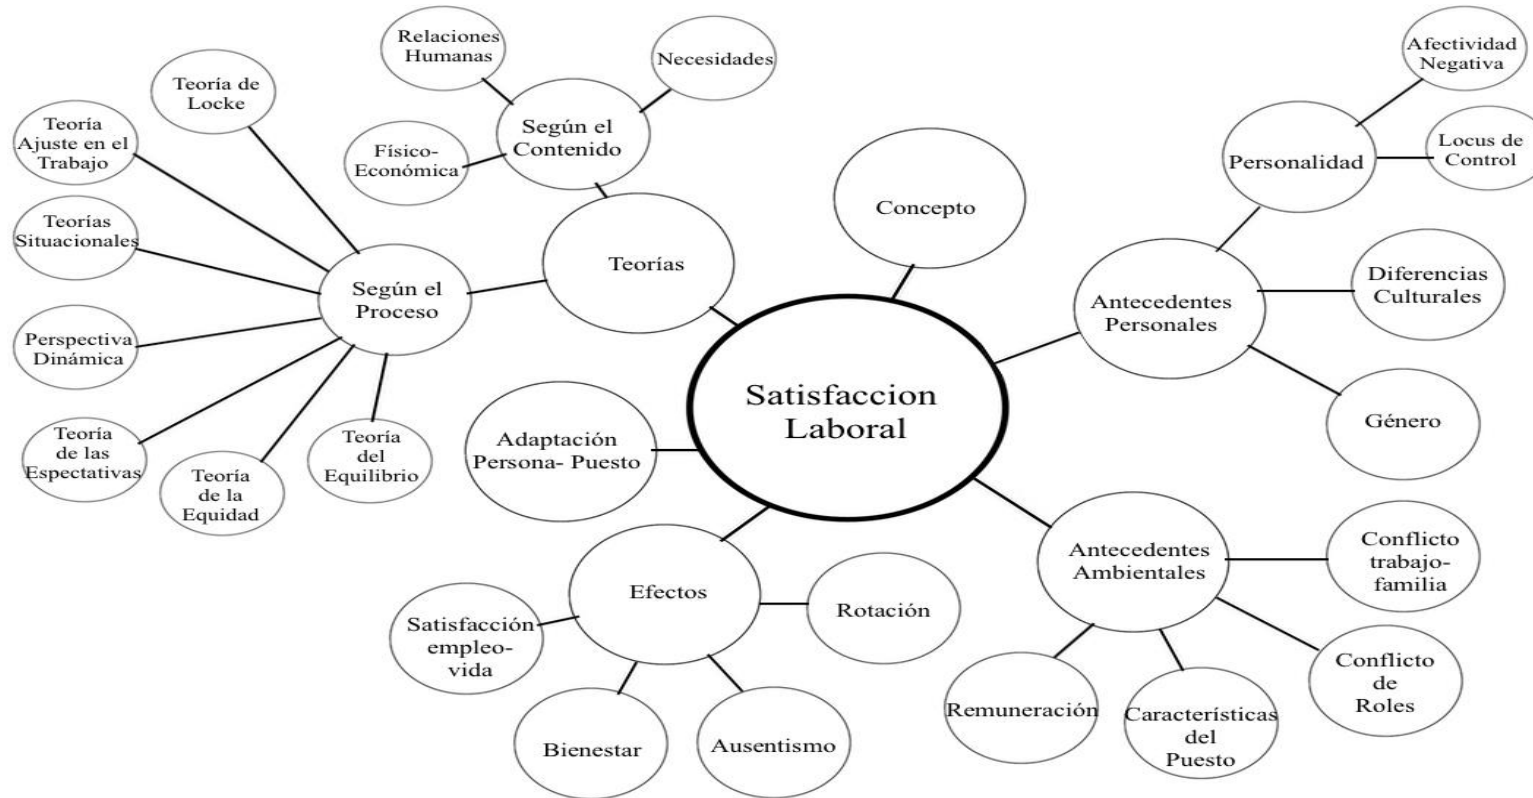 Relaciones
Humanas
Necesidades
Afectividad
Negativa
Teoría de
Locke
Teoría
Ajuste en el
Trabajo
Según el
Contenido
Físico-
Económica
Personalidad
Locus de
Control
Concepto
Teorías
Situacionales
Teorías
Según el
Proceso
Antecedentes
Personales
Diferencias
Culturales
Perspectiva
Dinámica
Satisfaccion
Laboral
Género
Adaptación
Persona- Puesto
Teoría
de las
Espectativas
Teoría
de la
Equidad
Teoría
del
Equilibrio
Antecedentes
Ambientales
Conflicto
trabajo-
familia
Efectos
Rotación
Satisfacción
empleo-
vida
Conflicto
de
Roles
Remuneración
Características
del
Puesto
Bienestar
Ausentismo